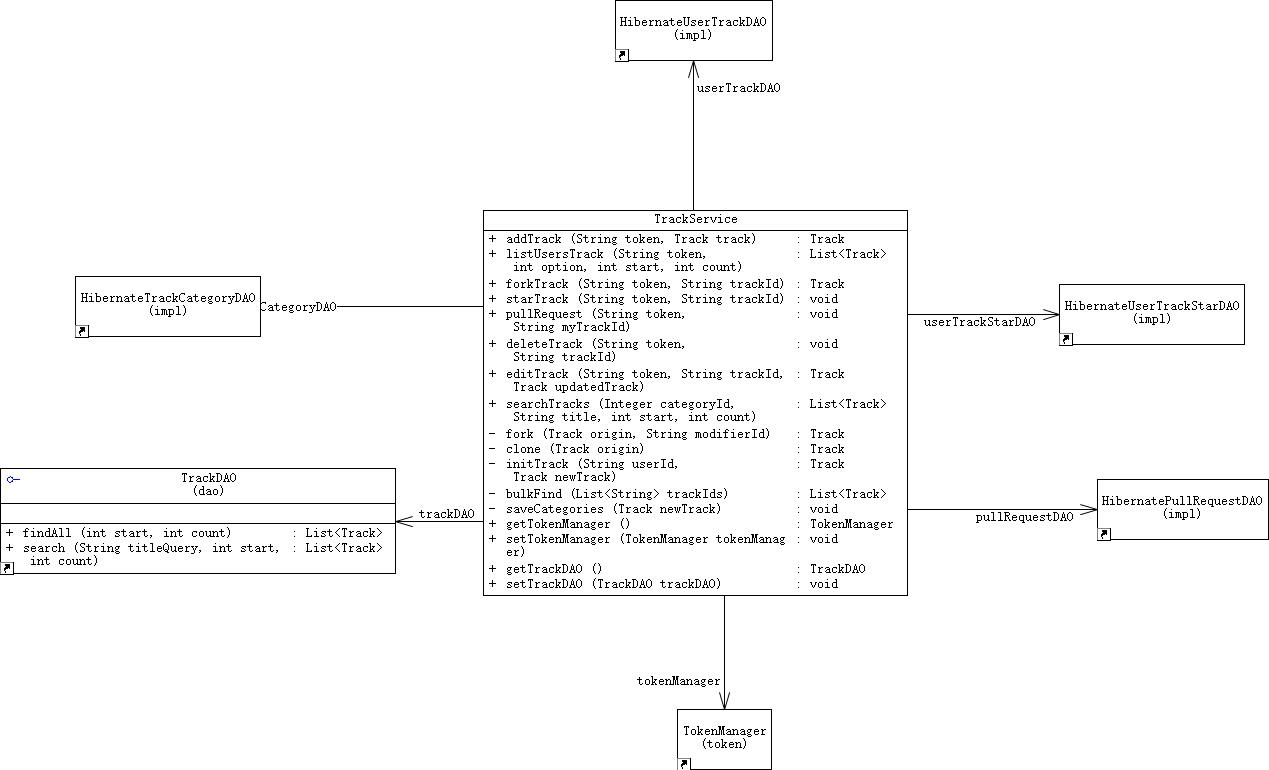 HibernateUserTrackDAO
(impl)
userTrackDAO
TrackService
+ addTrack (String token, Track track) : Track
+ listUsersTrack (String token, : List<Track>
int option, int start, int count)
+ forkTrack (String token, String trackId) : Track
+ starTrack (String token, String trackId) : void
+ pullRequest (String token, : void
String myTrackId)
+ deleteTrack (String token, : void
String trackId)
+ editTrack (String token, String trackId, : Track
Track updatedTrack)
+ searchTracks (Integer categoryId, : List<Track>
String title, int start, int count)
- fork (Track origin, String modifierId) : Track
- clone (Track origin) : Track
- initTrack (String userId, : Track
Track newTrack)
- bulkFind (List<String> trackIds) : List<Track>
- saveCategories (Track newTrack) : void
+ getTokenManager () : TokenManager
+ setTokenManager (TokenManager tokenManag : void
er)
+ getTrackDAO () : TrackDAO
+ setTrackDAO (TrackDAO trackDAO) : void
HibernateTrackCategoryDAO
(impl)
CategoryDAO
HibernateUserTrackStarDAO
(impl)
userTrackStarDAO
TrackDAO
(dao)
+ findAll (int start, int count) : List<Track>
+ search (String titleQuery, int start, : List<Track>
int count)
trackDAO
HibernatePullRequestDAO
(impl)
pullRequestDAO
tokenManager
TokenManager
(token)